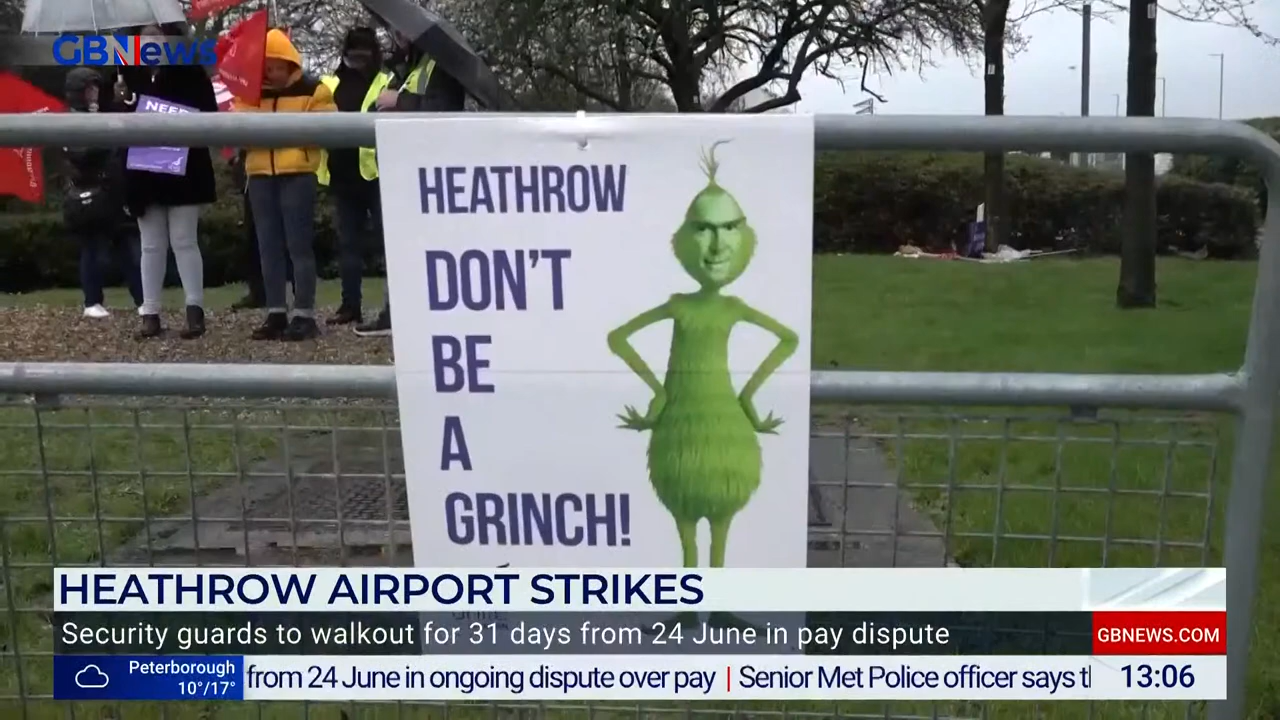 GBNews
NEED
HEATHROW
DON'T
BE
A
GRINCH!
HEATHROW AIRPORT STRIKES
Security guards to walkout for 31 days from 24 June in pay dispute
GBNEWS.COM
Peterborough
10°/17°
from 24 June in ongoing dispute over pay | Senior Met Police officer says t
13:06